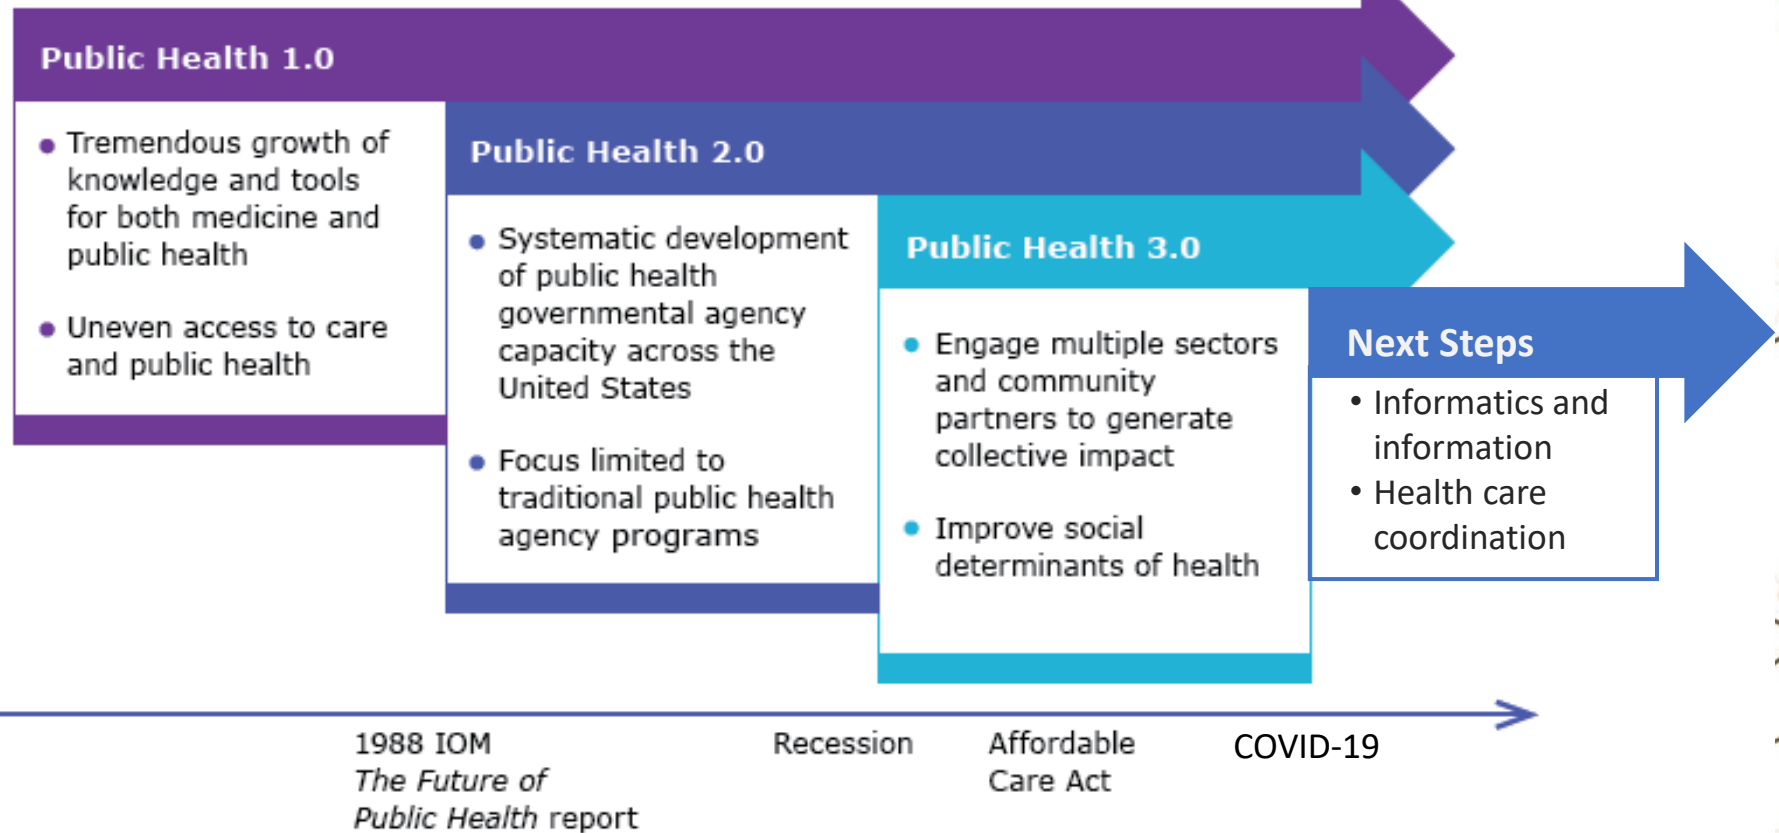 Public Health 1.0
• Tremendous growth of
knowledge and tools
for both medicine and
public health
• Uneven access to care
and public health
Public Health 2.0
• Systematic development
of public health
governmental agency
capacity across the
United States
• Focus limited to
traditional public health
agency programs
Public Health 3.0
• Engage multiple sectors
and community
partners to generate
collective impact
• Improve social
determinants of health
Next Steps
• Informatics and
information
• Health care
coordination
1988 IOM
The Future of
Public Health report
Recession
Affordable
Care Act
COVID-19